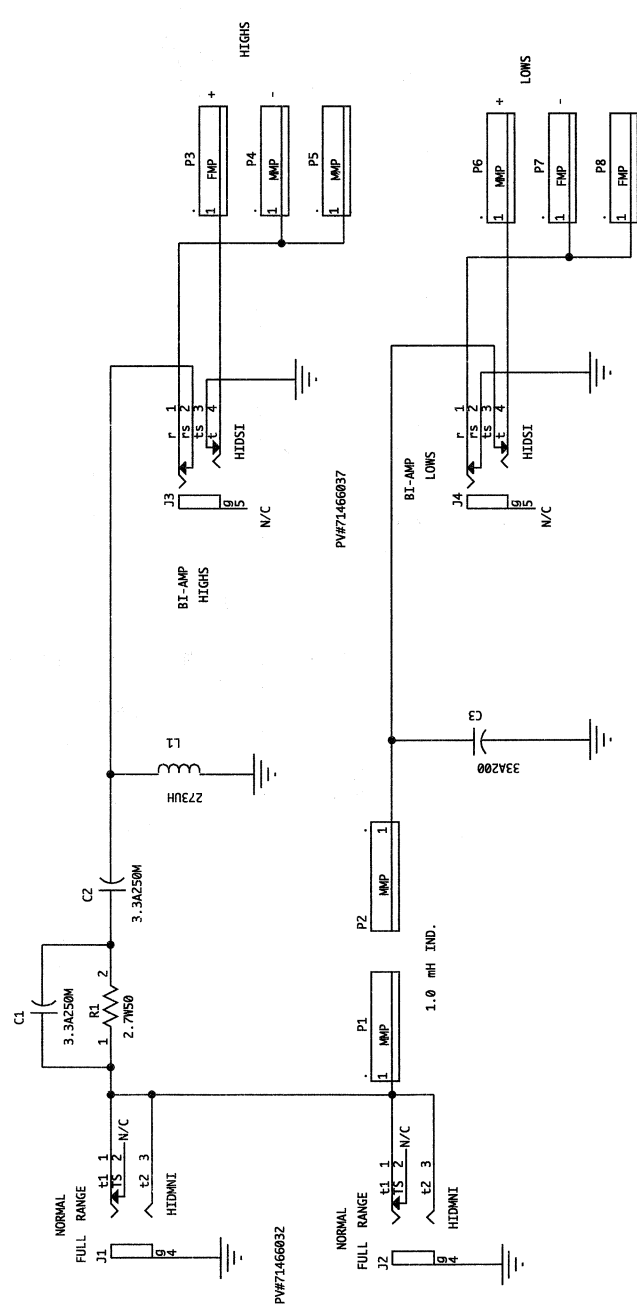 NORMAL
FULL RANGE
J1
t1 1
TS 2
N/C
t2 3
g
4
HIDMNI
PV#71466032
C1
3.3A250M
1 R1 2
2.7W50
C2
3.3A250M
L1
273UH
BI-AMP
HIGHS
J3
r 1
rs 2
ts 3
t 4
g
5
HIDSI
N/C
PV#71466037
P3
1 FMP
+
HIGHS
P4
1 MMP
-
P5
1 MMP
NORMAL
FULL RANGE
J2
t1 1
TS 2
N/C
t2 3
g
4
HIDMNI
P1
1 MMP
P2
MMP 1
1.0 mH IND.
C3
33A200
BI-AMP
LOWS
J4
r 1
rs 2
ts 3
t 4
g
5
HIDSI
N/C
P6
1 MMP
+
LOWS
P7
1 FMP
-
P8
1 FMP